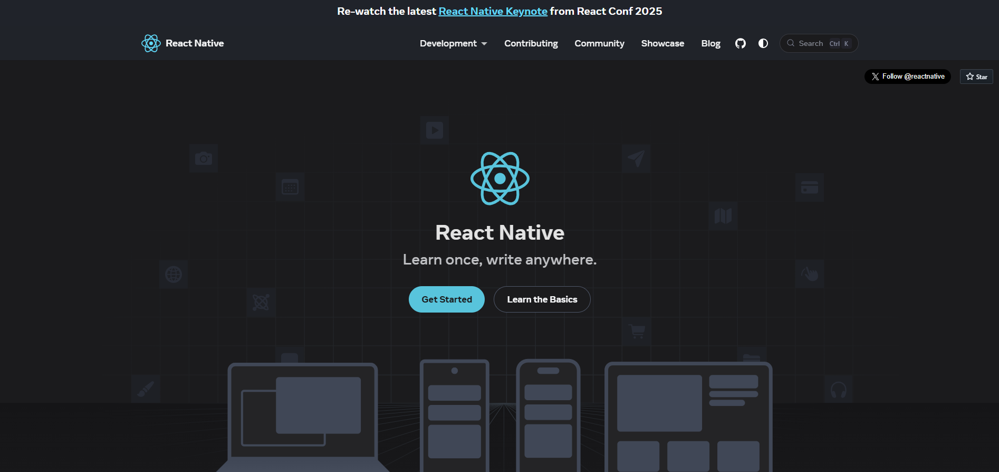 Re-watch the latest React Native Keynote from React Conf 2025
React Native
Development
Contributing
Community
Showcase
Blog
Search Ctrl K
Follow @reactnative
Star
React Native
Learn once, write anywhere.
Get Started
Learn the Basics